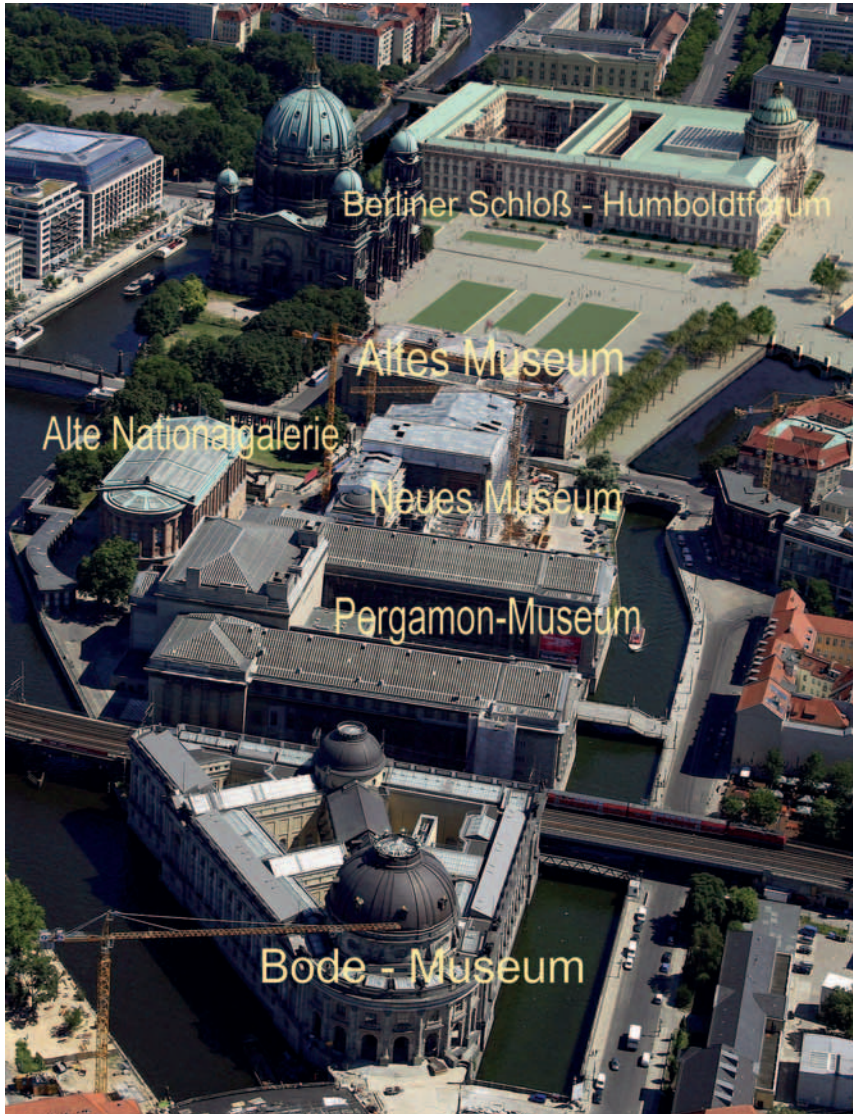 Berliner Schloß - Humboldtforum
Altes Museum
Alte Nationalgalerie
Neues Museum
Pergamon-Museum
Bode - Museum